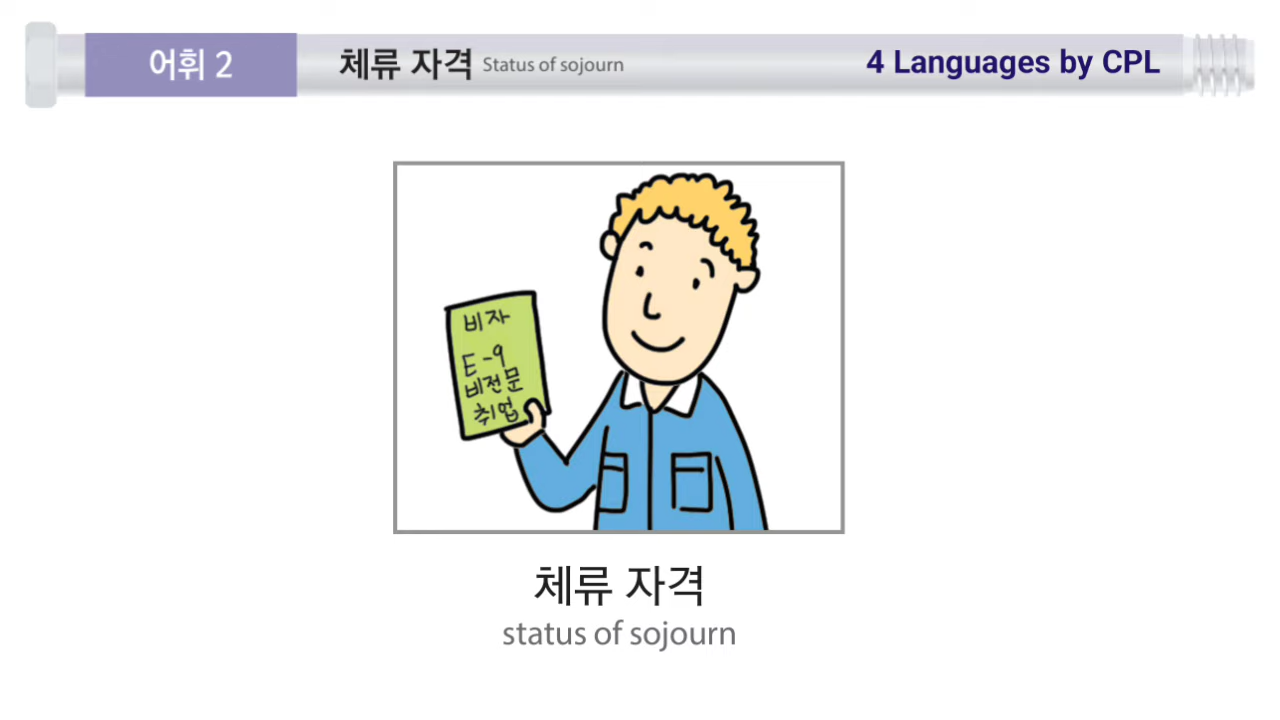 어휘 2
체류 자격 Status of sojourn
4 Languages by CPL
비자
E-9
비전문
취업
체류 자격
status of sojourn